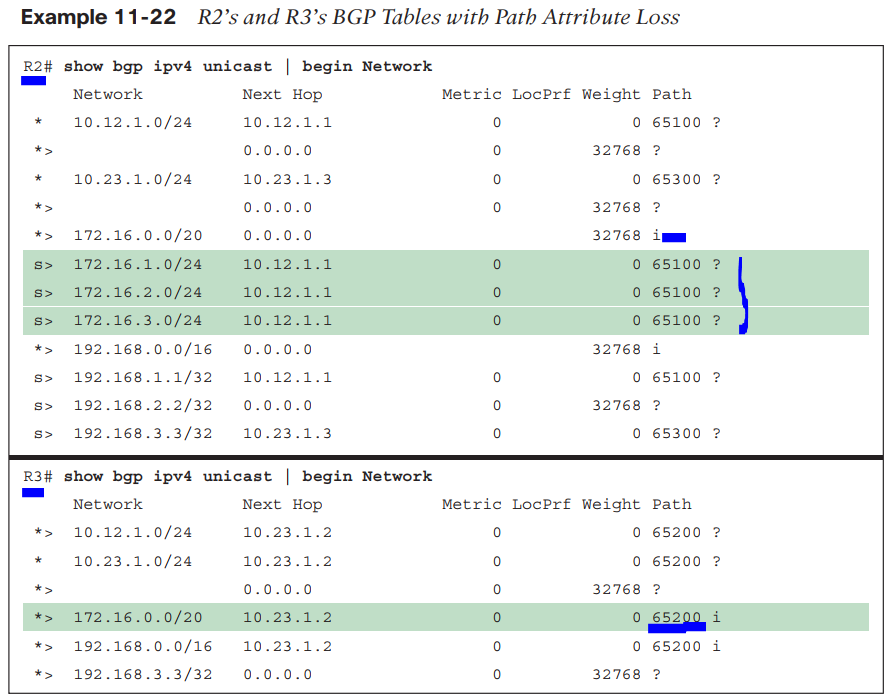 Example 11-22 R2's and R3's BGP Tables with Path Attribute Loss
R2# show bgp ipv4 unicast | begin Network
Network Next Hop Metric LocPrf Weight Path
* 10.12.1.0/24 10.12.1.1 0 0 65100 ?
*> 0.0.0.0 0 32768 ?
* 10.23.1.0/24 10.23.1.3 0 0 65300 ?
*> 0.0.0.0 0 32768 ?
*> 172.16.0.0/20 0.0.0.0 32768 i
s> 172.16.1.0/24 10.12.1.1 0 0 65100 ?
s> 172.16.2.0/24 10.12.1.1 0 0 65100 ?
s> 172.16.3.0/24 10.12.1.1 0 0 65100 ?
*> 192.168.0.0/16 0.0.0.0 32768 i
s> 192.168.1.1/32 10.12.1.1 0 0 65100 ?
s> 192.168.2.2/32 0.0.0.0 0 32768 ?
s> 192.168.3.3/32 10.23.1.3 0 0 65300 ?
R3# show bgp ipv4 unicast | begin Network
Network Next Hop Metric LocPrf Weight Path
*> 10.12.1.0/24 10.23.1.2 0 0 65200 ?
* 10.23.1.0/24 10.23.1.2 0 0 65200 ?
*> 0.0.0.0 0 32768 ?
*> 172.16.0.0/20 10.23.1.2 0 0 65200 i
*> 192.168.0.0/16 10.23.1.2 0 0 65200 i
*> 192.168.3.3/32 0.0.0.0 0 32768 ?